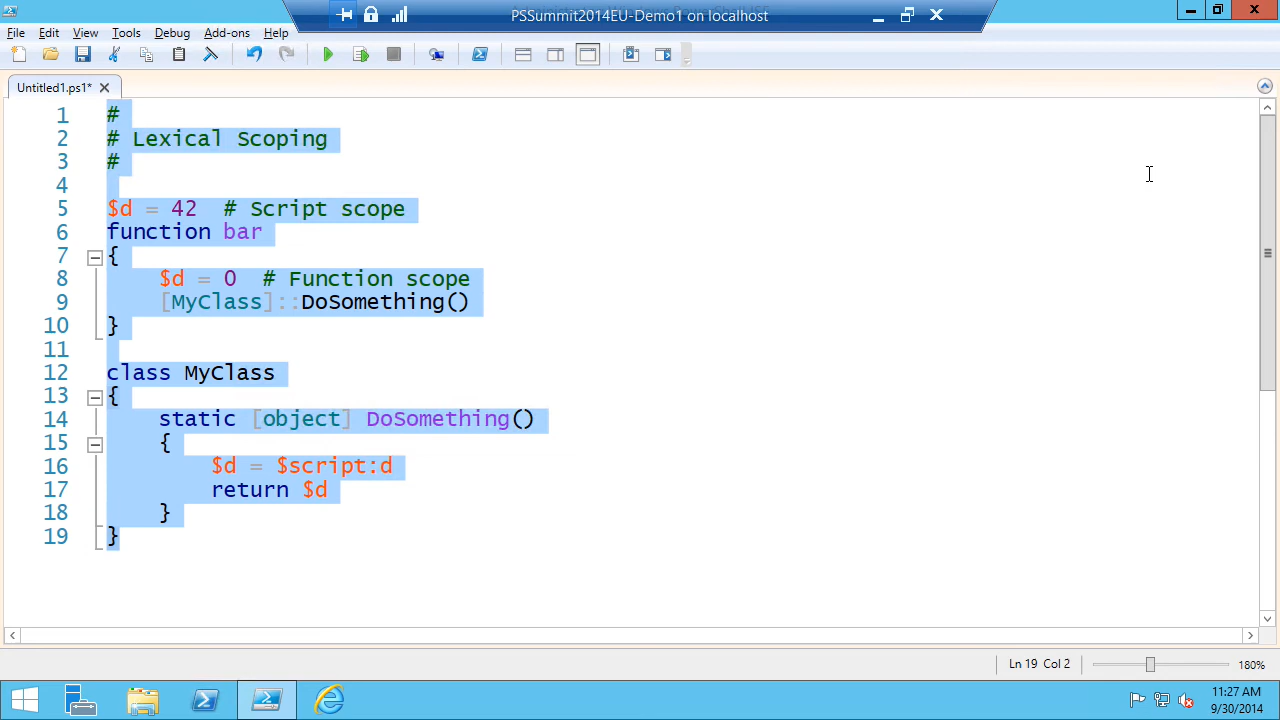 PSSummit2014EU-Demo1 on localhost
File Edit View Tools Debug Add-ons Help
Untitled1.ps1*
1 #
2 # Lexical Scoping
3 #
4
5 $d = 42 # Script scope
6 function bar
7 {
8 $d = 0 # Function scope
9 [MyClass]::DoSomething()
10 }
11
12 class MyClass
13 {
14 static [object] DoSomething()
15 {
16 $d = $script:d
17 return $d
18 }
19 }
Ln 19 Col 2 180%
11:27 AM
9/30/2014